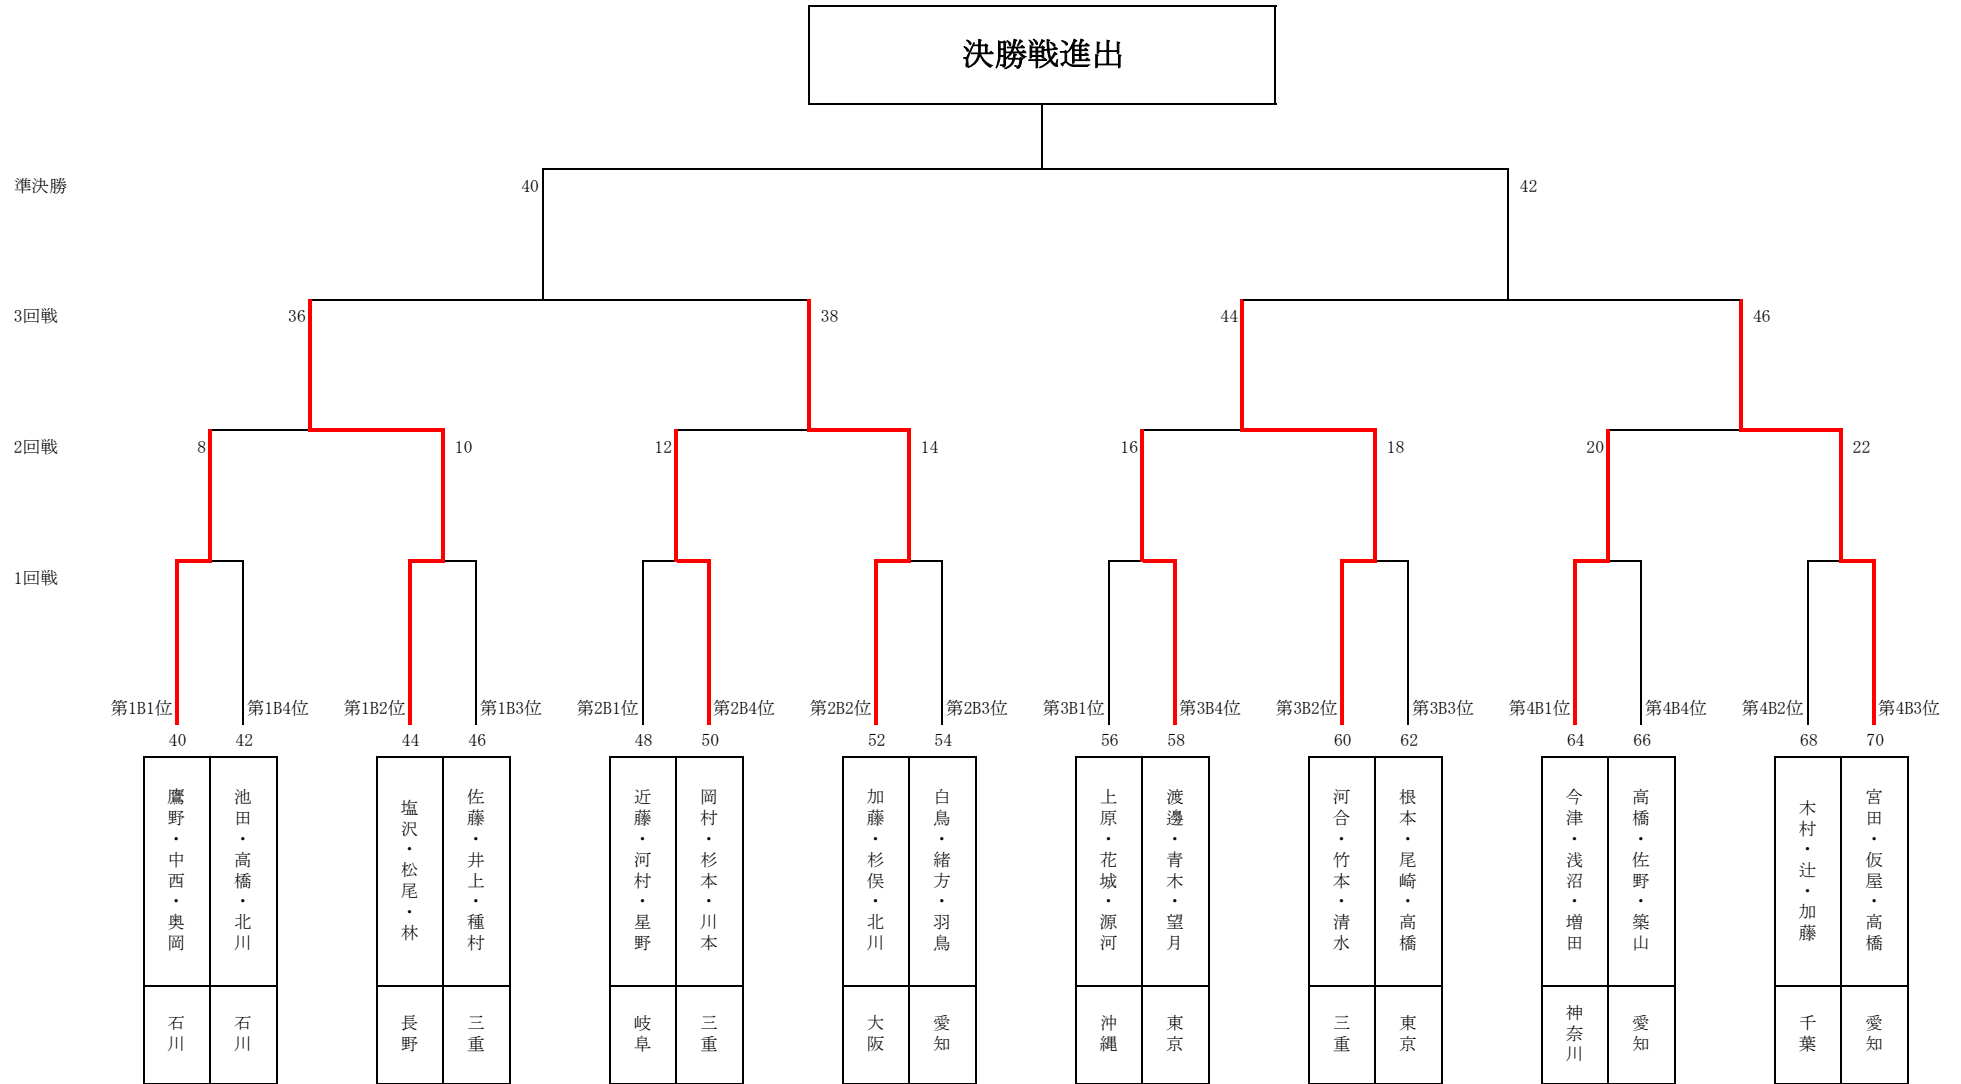 決勝戦進出
準決勝
40
42
3回戦
36
38
44
46
2回戦
8
10
12
14
16
18
20
22
1回戦
第1B1位
第1B4位
第1B2位
第1B3位
第2B1位
第2B4位
第2B2位
第2B3位
第3B1位
第3B4位
第3B2位
第3B3位
第4B1位
第4B4位
第4B2位
第4B3位
40
42
44
46
48
50
52
54
56
58
60
62
64
66
68
70
鷹野・中西・奥岡
池田・高橋・北川
塩沢・松尾・林
佐藤・井上・種村
近藤・河村・星野
岡村・杉本・川本
加藤・杉俣・北川
白鳥・緒方・羽鳥
上原・花城・源河
渡邊・青木・望月
河合・竹本・清水
根本・尾崎・高橋
今津・浅沼・増田
高橋・佐野・築山
木村・辻・加藤
宮田・仮屋・高橋
石川
石川
長野
三重
岐阜
三重
大阪
愛知
沖縄
東京
三重
東京
神奈川
愛知
千葉
愛知